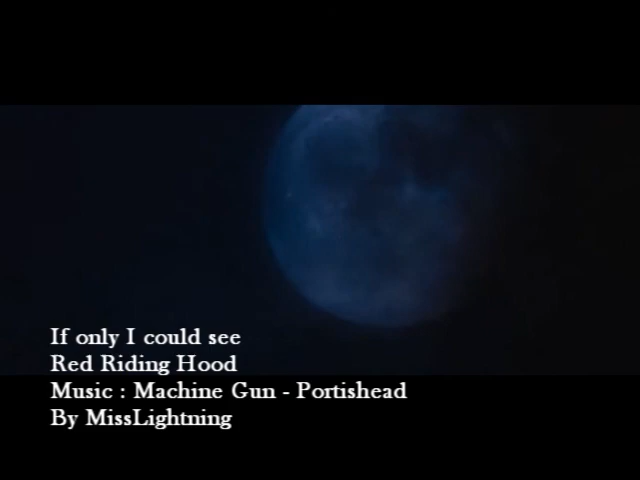 If only I could see
Red Riding Hood
Music : Machine Gun - Portishead
By MissLightning